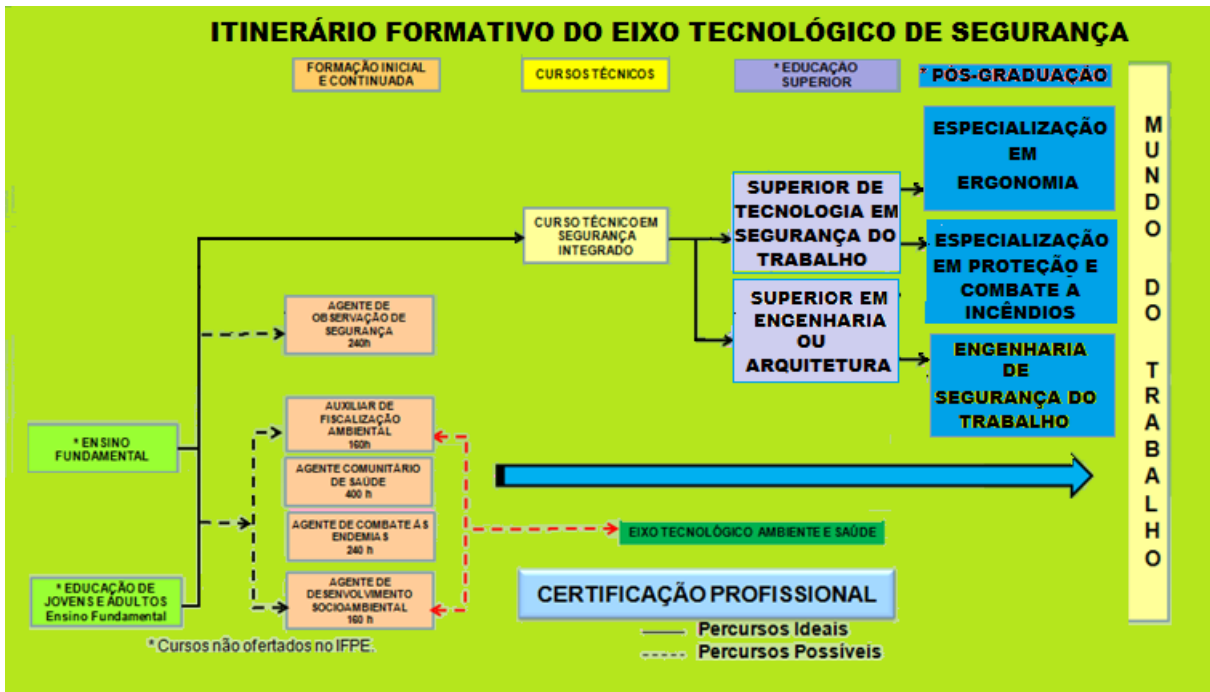 ITINERÁRIO FORMATIVO DO EIXO TECNOLÓGICO DE SEGURANÇA
FORMAÇÃO INICIAL
E CONTINUADA
CURSOS TÉCNICOS
* EDUCAÇÃO
SUPERIOR
* PÓS-GRADUAÇÃO
ESPECIALIZAÇÃO
EM
ERGONOMIA
SUPERIOR DE
TECNOLOGIA EM
SEGURANÇA DO
TRABALHO
CURSO TÉCNICO EM
SEGURANÇA
INTEGRADO
ESPECIALIZAÇÃO
EM PROTEÇÃO E
COMBATE A
INCÊNDIOS
SUPERIOR EM
ENGENHARIA
OU
ARQUITETURA
AGENTE DE
OBSERVAÇÃO DE
SEGURANÇA
240h
ENGENHARIA
DE
SEGURANÇA DO
TRABALHO
AUXILIAR DE
FISCALIZAÇÃO
AMBIENTAL
160h
* ENSINO
FUNDAMENTAL
AGENTE COMUNITÁRIO
DE SAÚDE
400 h
AGENTE DE COMBATE ÁS
ENDEMIAS
240 h
EIXO TECNOLÓGICO AMBIENTE E SAÚDE
* EDUCAÇÃO DE
JOVENS E ADULTOS
Ensino Fundamental
AGENTE DE
DESENVOLVIMENTO
SOCIOAMBIENTAL
160 h
CERTIFICAÇÃO PROFISSIONAL
Percursos Ideais
Percursos Possíveis
* Cursos não ofertados no IFPE.
MUNDO DO TRABALHO